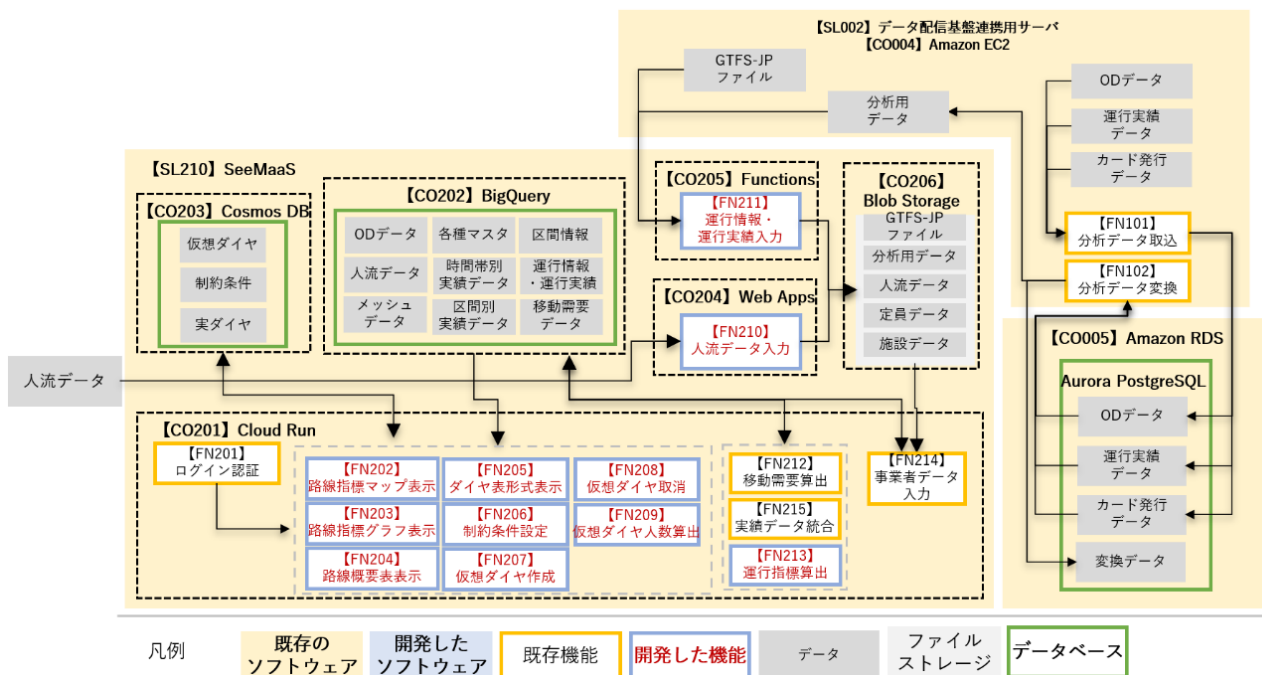 【SL002】データ配信基盤連携用サーバ
【CO004】Amazon EC2
GTFS-JP
ファイル
分析用
データ
ODデータ
運行実績
データ
カード発行
データ
【FN101】
分析データ取込
【FN102】
分析データ変換
【SL210】SeeMaaS
【CO203】Cosmos DB
仮想ダイヤ
制約条件
実ダイヤ
【CO202】BigQuery
ODデータ
各種マスタ
区間情報
人流データ
時間帯別
実績データ
運行情報
・運行実績
メッシュ
データ
区間別
実績データ
移動需要
データ
【CO205】Functions
【FN211】
運行情報・
運行実績入力
【CO204】Web Apps
【FN210】
人流データ入力
【CO206】
Blob Storage
GTFS-JP
ファイル
分析用データ
人流データ
定員データ
施設データ
【CO005】Amazon RDS
Aurora PostgreSQL
ODデータ
運行実績
データ
カード発行
データ
変換データ
人流データ
【CO201】Cloud Run
【FN201】
ログイン認証
【FN202】
路線指標マップ表示
【FN203】
路線指標グラフ表示
【FN204】
路線概要表表示
【FN205】
ダイヤ表形式表示
【FN206】
制約条件設定
【FN207】
仮想ダイヤ作成
【FN208】
仮想ダイヤ取消
【FN209】
仮想ダイヤ人数算出
【FN212】
移動需要算出
【FN215】
実績データ統合
【FN213】
運行指標算出
【FN214】
事業者データ
入力
凡例
既存の
ソフトウェア
開発した
ソフトウェア
既存機能
開発した機能
データ
ファイル
ストレージ
データベース